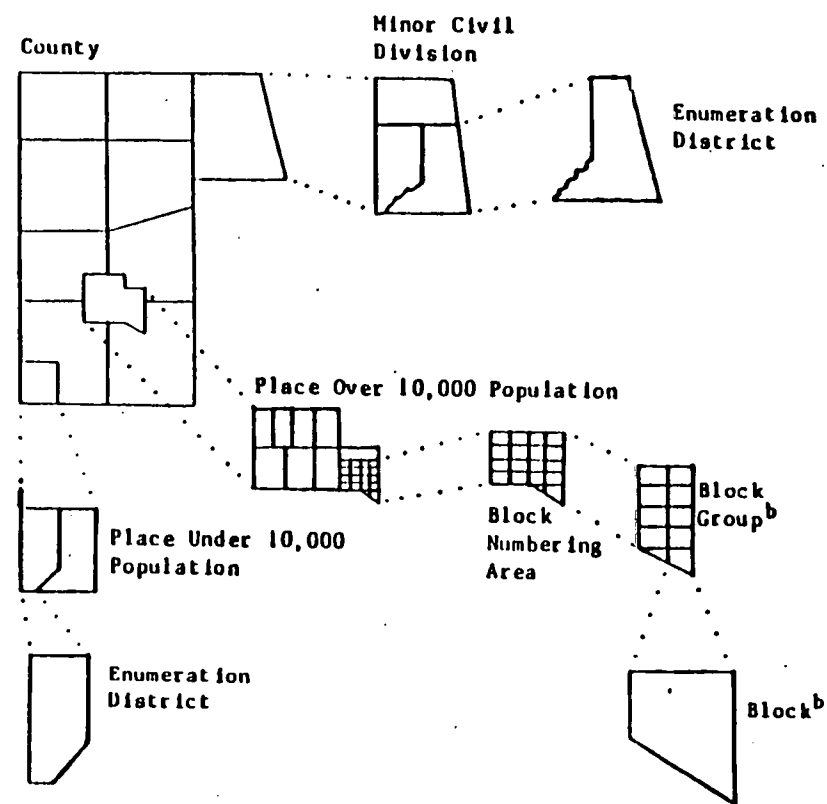 County
Minor Civil
Division
Enumeration
District
Place Over 10,000 Population
Block
Numbering
Area
Block
Group^b
Place Under 10,000
Population
Enumeration
District
Block^b